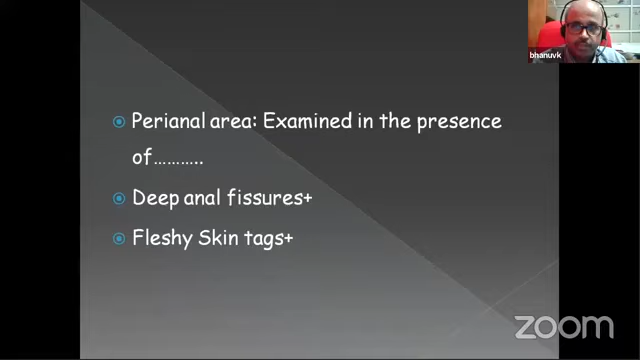 bhanuvk
Perianal area: Examined in the presence
of………..
Deep anal fissures+
Fleshy Skin tags+
zoom